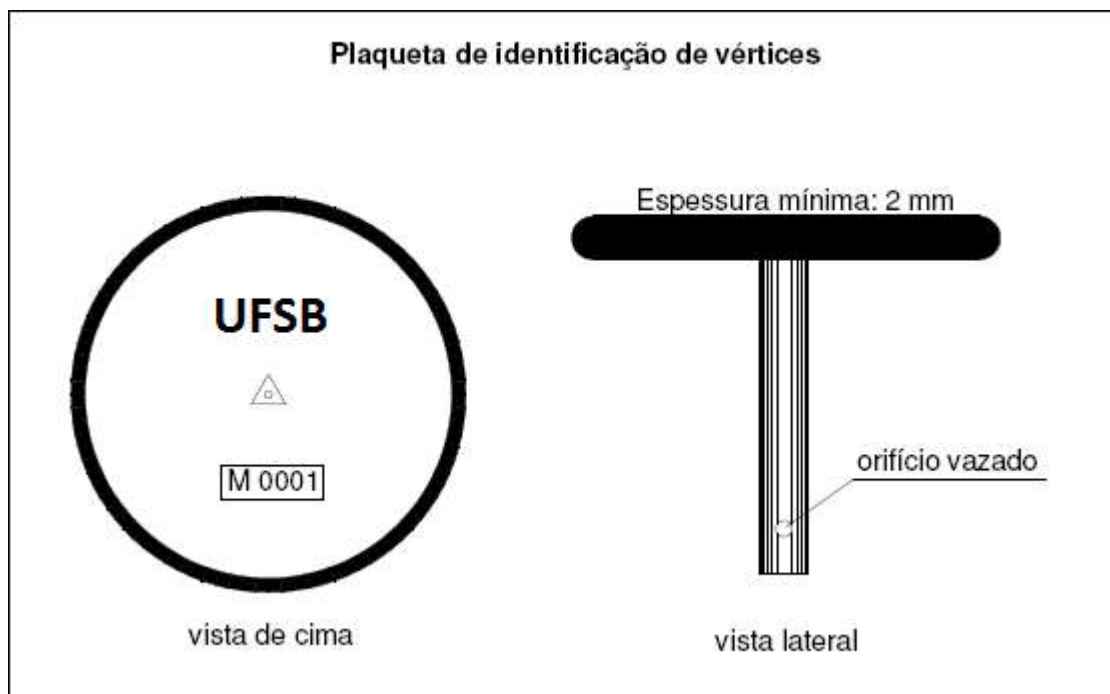 Plaqueta de identificação de vértices
UFSB
M 0001
vista de cima
Espessura mínima: 2 mm
orifício vazado
vista lateral